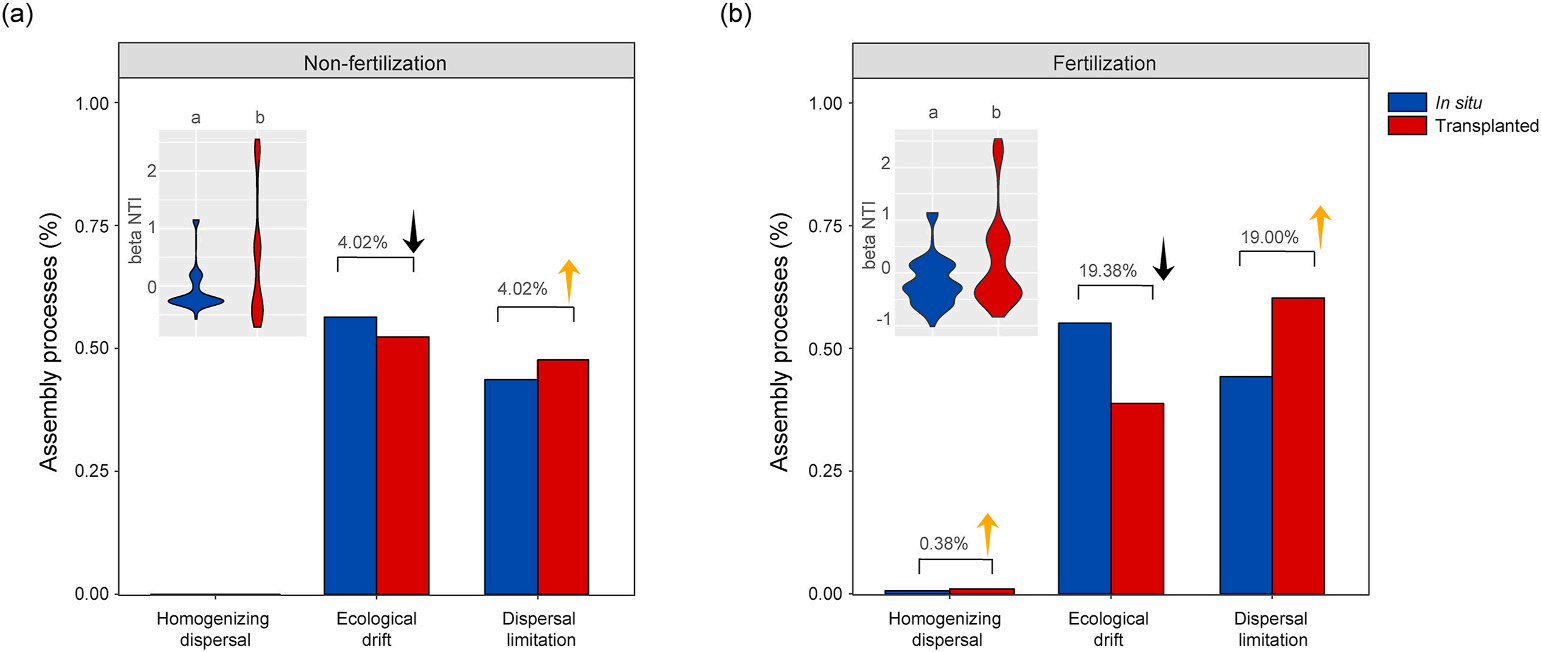 (a)
Non-fertilization
Assembly processes (%)
1.00
0.75
0.50
0.25
0.00
a b
beta NTI
2
1
0
4.02%
4.02%
Homogenizing
dispersal
Ecological
drift
Dispersal
limitation
(b)
Fertilization
Assembly processes (%)
1.00
0.75
0.50
0.25
0.00
a b
beta NTI
2
1
0
-1
0.38%
19.38%
19.00%
Homogenizing
dispersal
Ecological
drift
Dispersal
limitation
In situ
Transplanted